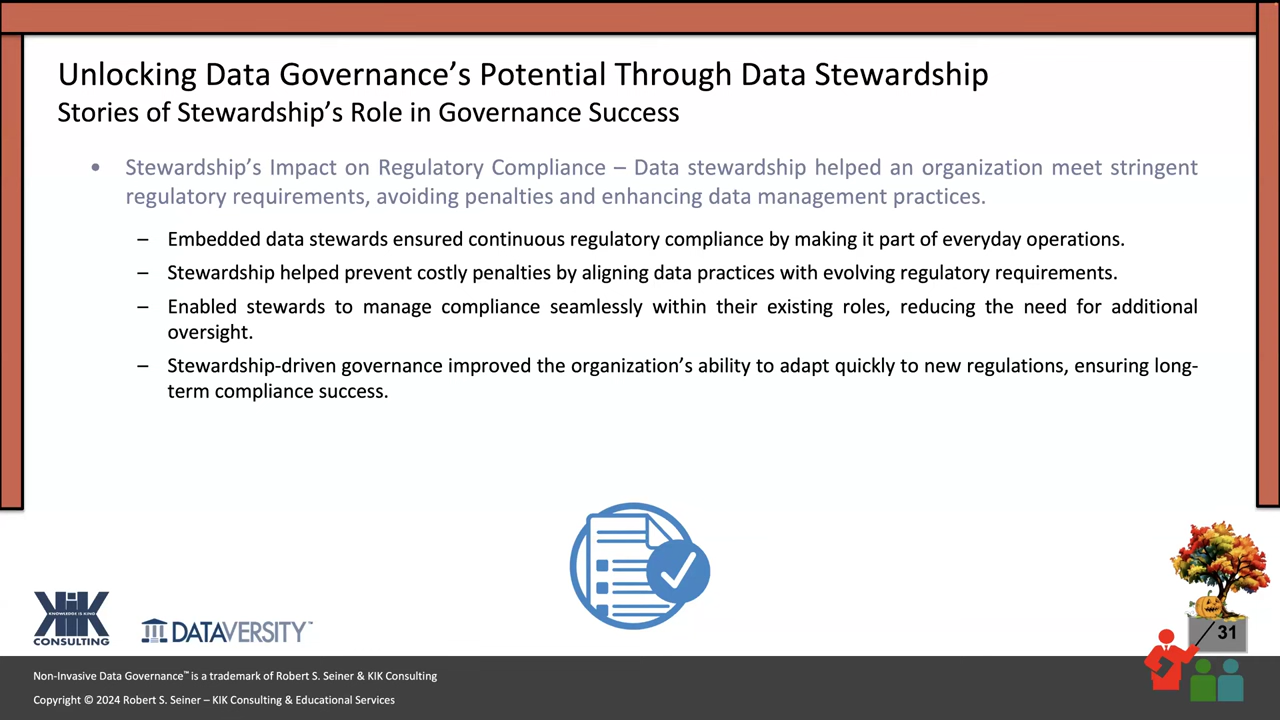 Unlocking Data Governance’s Potential Through Data Stewardship
Stories of Stewardship’s Role in Governance Success
• Stewardship’s Impact on Regulatory Compliance – Data stewardship helped an organization meet stringent
regulatory requirements, avoiding penalties and enhancing data management practices.
– Embedded data stewards ensured continuous regulatory compliance by making it part of everyday operations.
– Stewardship helped prevent costly penalties by aligning data practices with evolving regulatory requirements.
– Enabled stewards to manage compliance seamlessly within their existing roles, reducing the need for additional
oversight.
– Stewardship-driven governance improved the organization’s ability to adapt quickly to new regulations, ensuring long-
term compliance success.
KIK
KNOWLEDGE IS KING
CONSULTING
DATAVERSITY™
31
Non-Invasive Data Governance™ is a trademark of Robert S. Seiner & KIK Consulting
Copyright © 2024 Robert S. Seiner – KIK Consulting & Educational Services